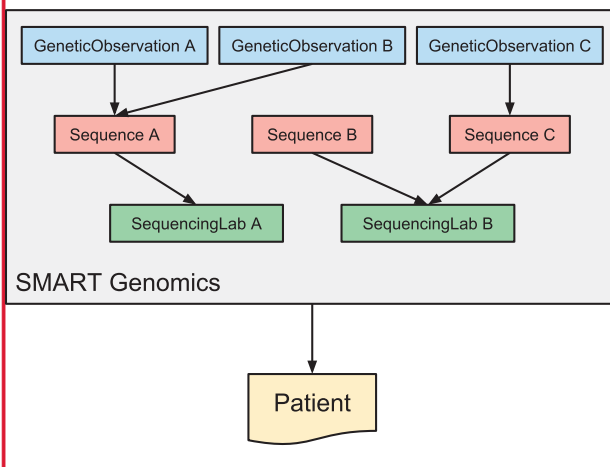 GeneticObservation A
GeneticObservation B
GeneticObservation C
Sequence A
Sequence B
Sequence C
SequencingLab A
SequencingLab B
SMART Genomics
Patient